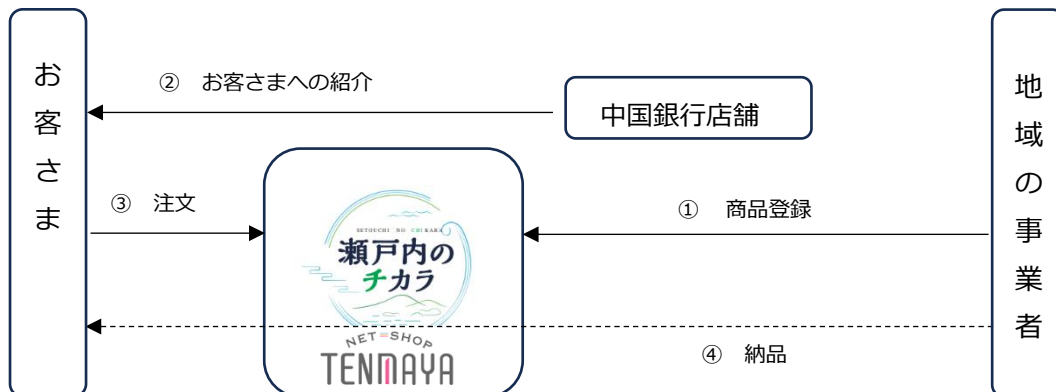 お客さま
② お客さまへの紹介
中国銀行店舗
地域の事業者
③ 注文
① 商品登録
SETOUCHI NO CHIKARA
瀬戸内の
チカラ
④ 納品
NET=SHOP
TENMAYA